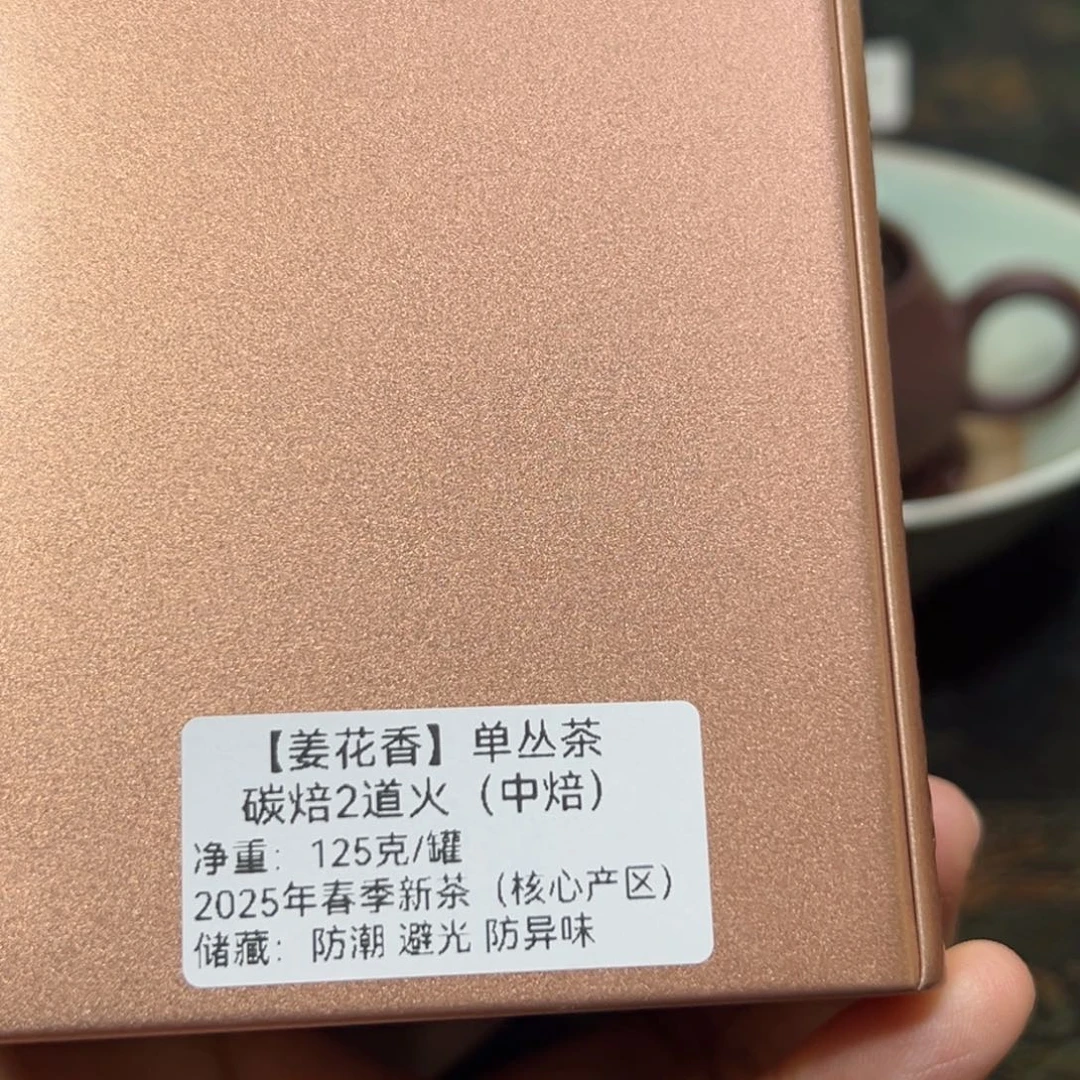 【姜花香】单丛茶
碳焙2道火（中焙）
净重：125克/罐
2025年春季新茶（核心产区）
储藏：防潮 避光 防异味